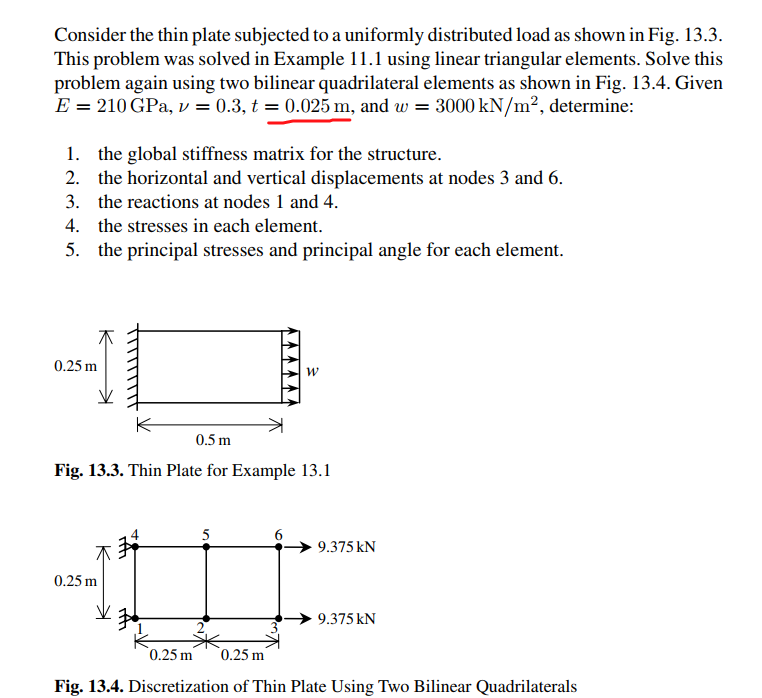 Consider the thin plate subjected to a uniformly distributed load as shown in Fig. 13.3.
This problem was solved in Example 11.1 using linear triangular elements. Solve this
problem again using two bilinear quadrilateral elements as shown in Fig. 13.4. Given
E = 210 GPa, ν = 0.3, t = 0.025 m, and w = 3000 kN/m², determine:
1. the global stiffness matrix for the structure.
2. the horizontal and vertical displacements at nodes 3 and 6.
3. the reactions at nodes 1 and 4.
4. the stresses in each element.
5. the principal stresses and principal angle for each element.
0.25 m
w
0.5 m
Fig. 13.3. Thin Plate for Example 13.1
4 5 6
9.375 kN
0.25 m
9.375 kN
1 2 3
0.25 m 0.25 m
Fig. 13.4. Discretization of Thin Plate Using Two Bilinear Quadrilaterals